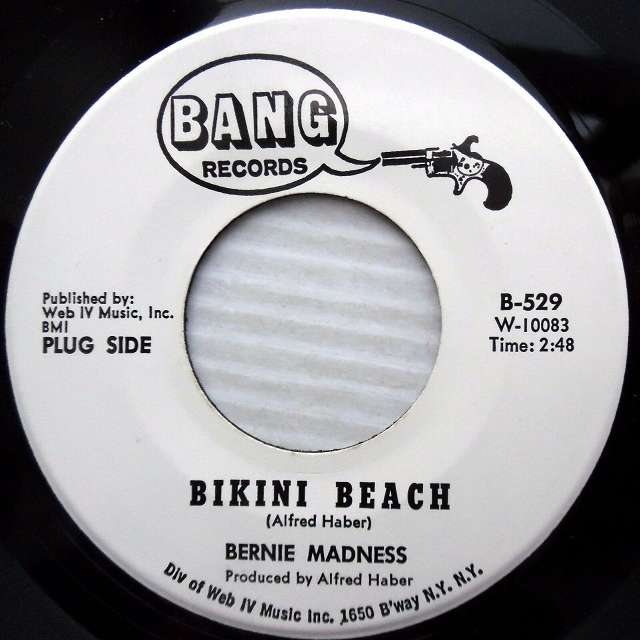 BANG
RECORDS
Published by:
Web IV Music, Inc.
BMI
PLUG SIDE
B-529
W-10083
Time: 2:48
BIKINI BEACH
(Alfred Haber)
BERNIE MADNESS
Produced by Alfred Haber
Div of Web IV Music Inc. 1650 B'way N.Y. N.Y.